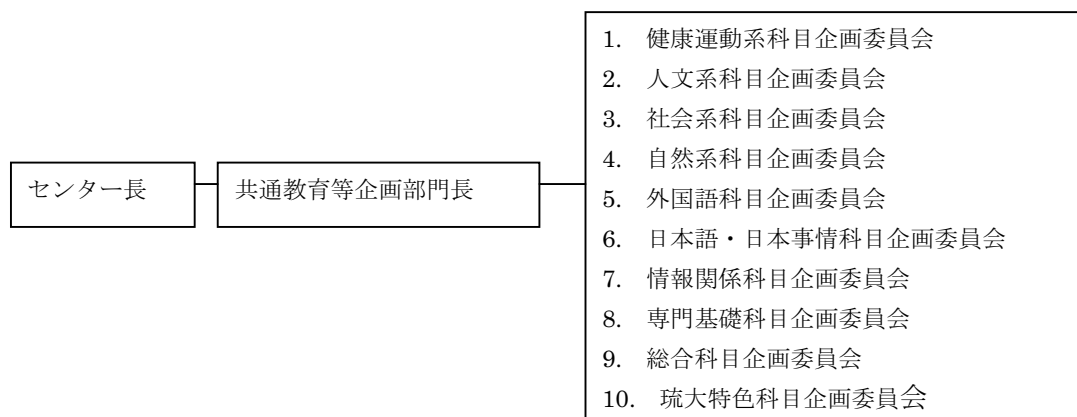 センター長
共通教育等企画部門長
1. 健康運動系科目企画委員会
2. 人文系科目企画委員会
3. 社会系科目企画委員会
4. 自然系科目企画委員会
5. 外国語科目企画委員会
6. 日本語・日本事情科目企画委員会
7. 情報関係科目企画委員会
8. 専門基礎科目企画委員会
9. 総合科目企画委員会
10. 琉大特色科目企画委員会